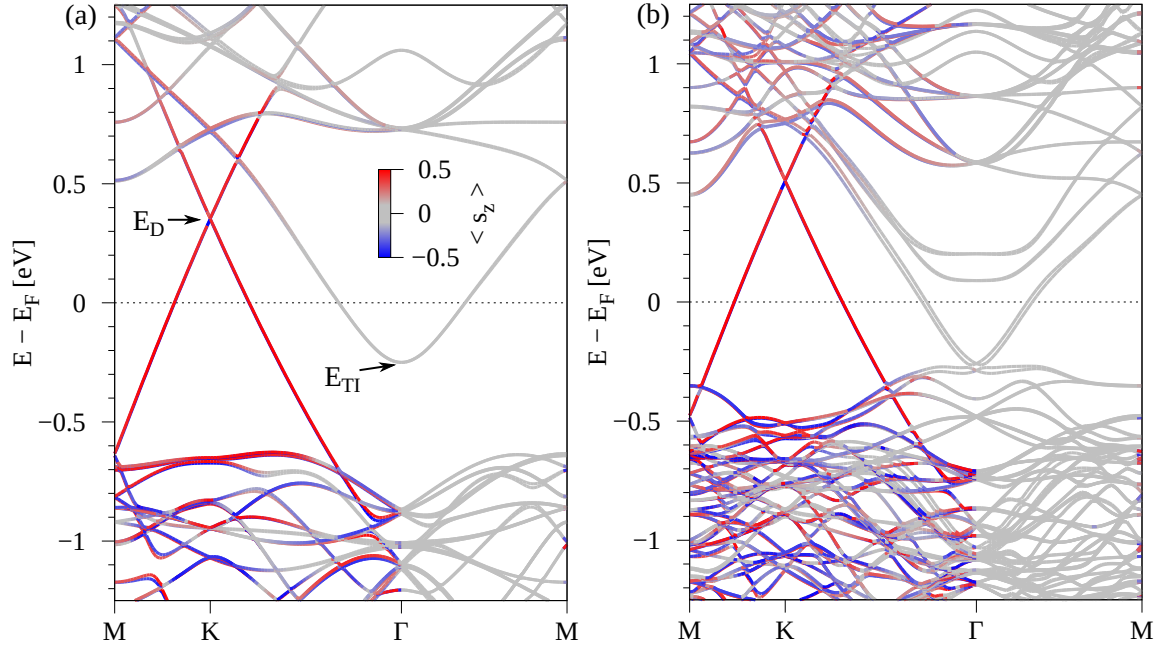 (a)
(b)
1
0.5
0
−0.5
−1
E − E_F [eV]
E_D
E_TI
0.5
0
−0.5
< s_z >
M
K
Γ
M
1
0.5
0
−0.5
−1
E − E_F [eV]
M
K
Γ
M